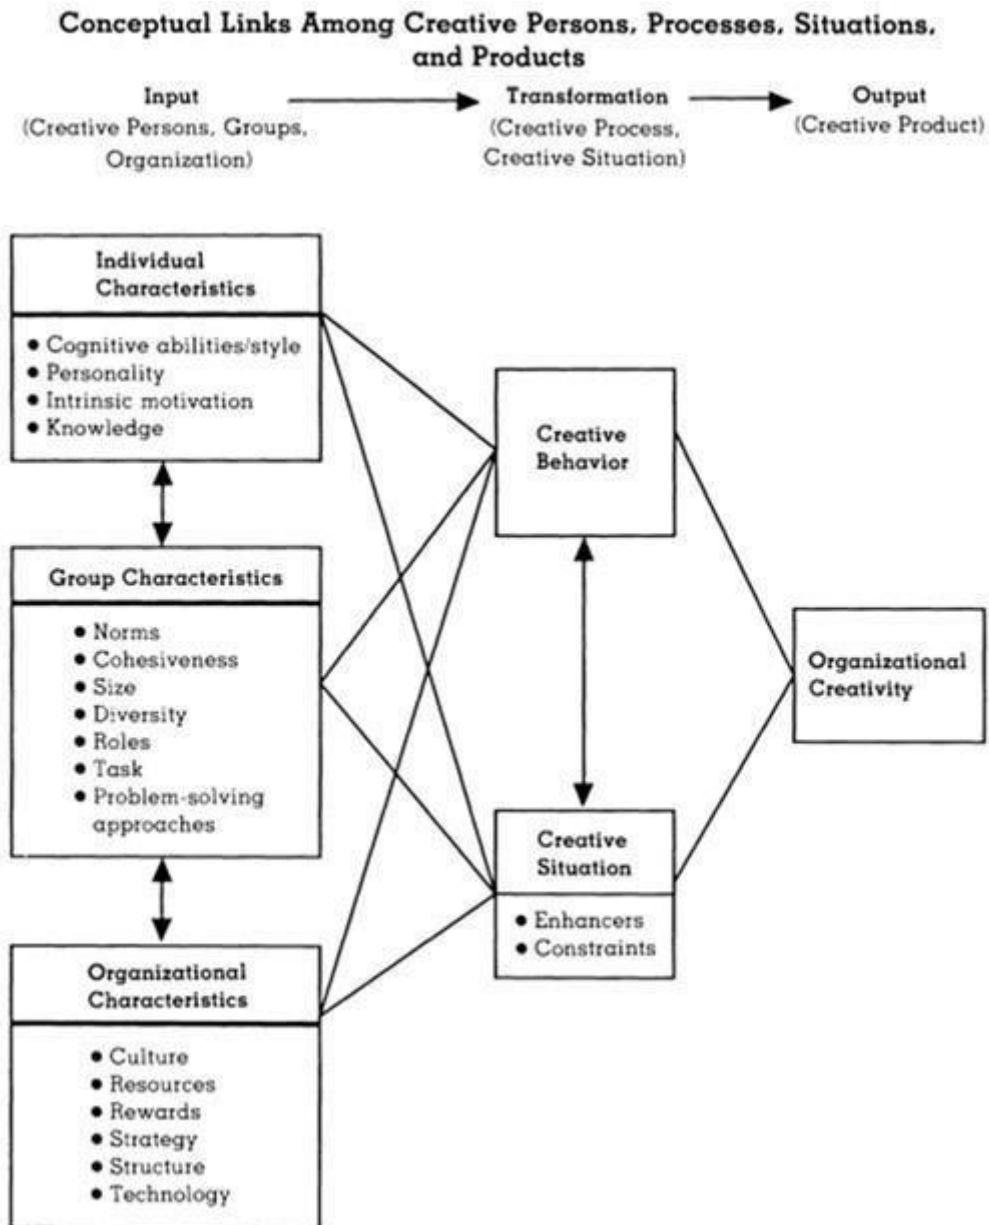 Conceptual Links Among Creative Persons, Processes, Situations,
and Products
Input
(Creative Persons, Groups,
Organization)
Transformation
(Creative Process,
Creative Situation)
Output
(Creative Product)
Individual
Characteristics
● Cognitive abilities/style
● Personality
● Intrinsic motivation
● Knowledge
Group Characteristics
● Norms
● Cohesiveness
● Size
● Diversity
● Roles
● Task
● Problem-solving
approaches
Organizational
Characteristics
● Culture
● Resources
● Rewards
● Strategy
● Structure
● Technology
Creative
Behavior
Creative
Situation
● Enhancers
● Constraints
Organizational
Creativity